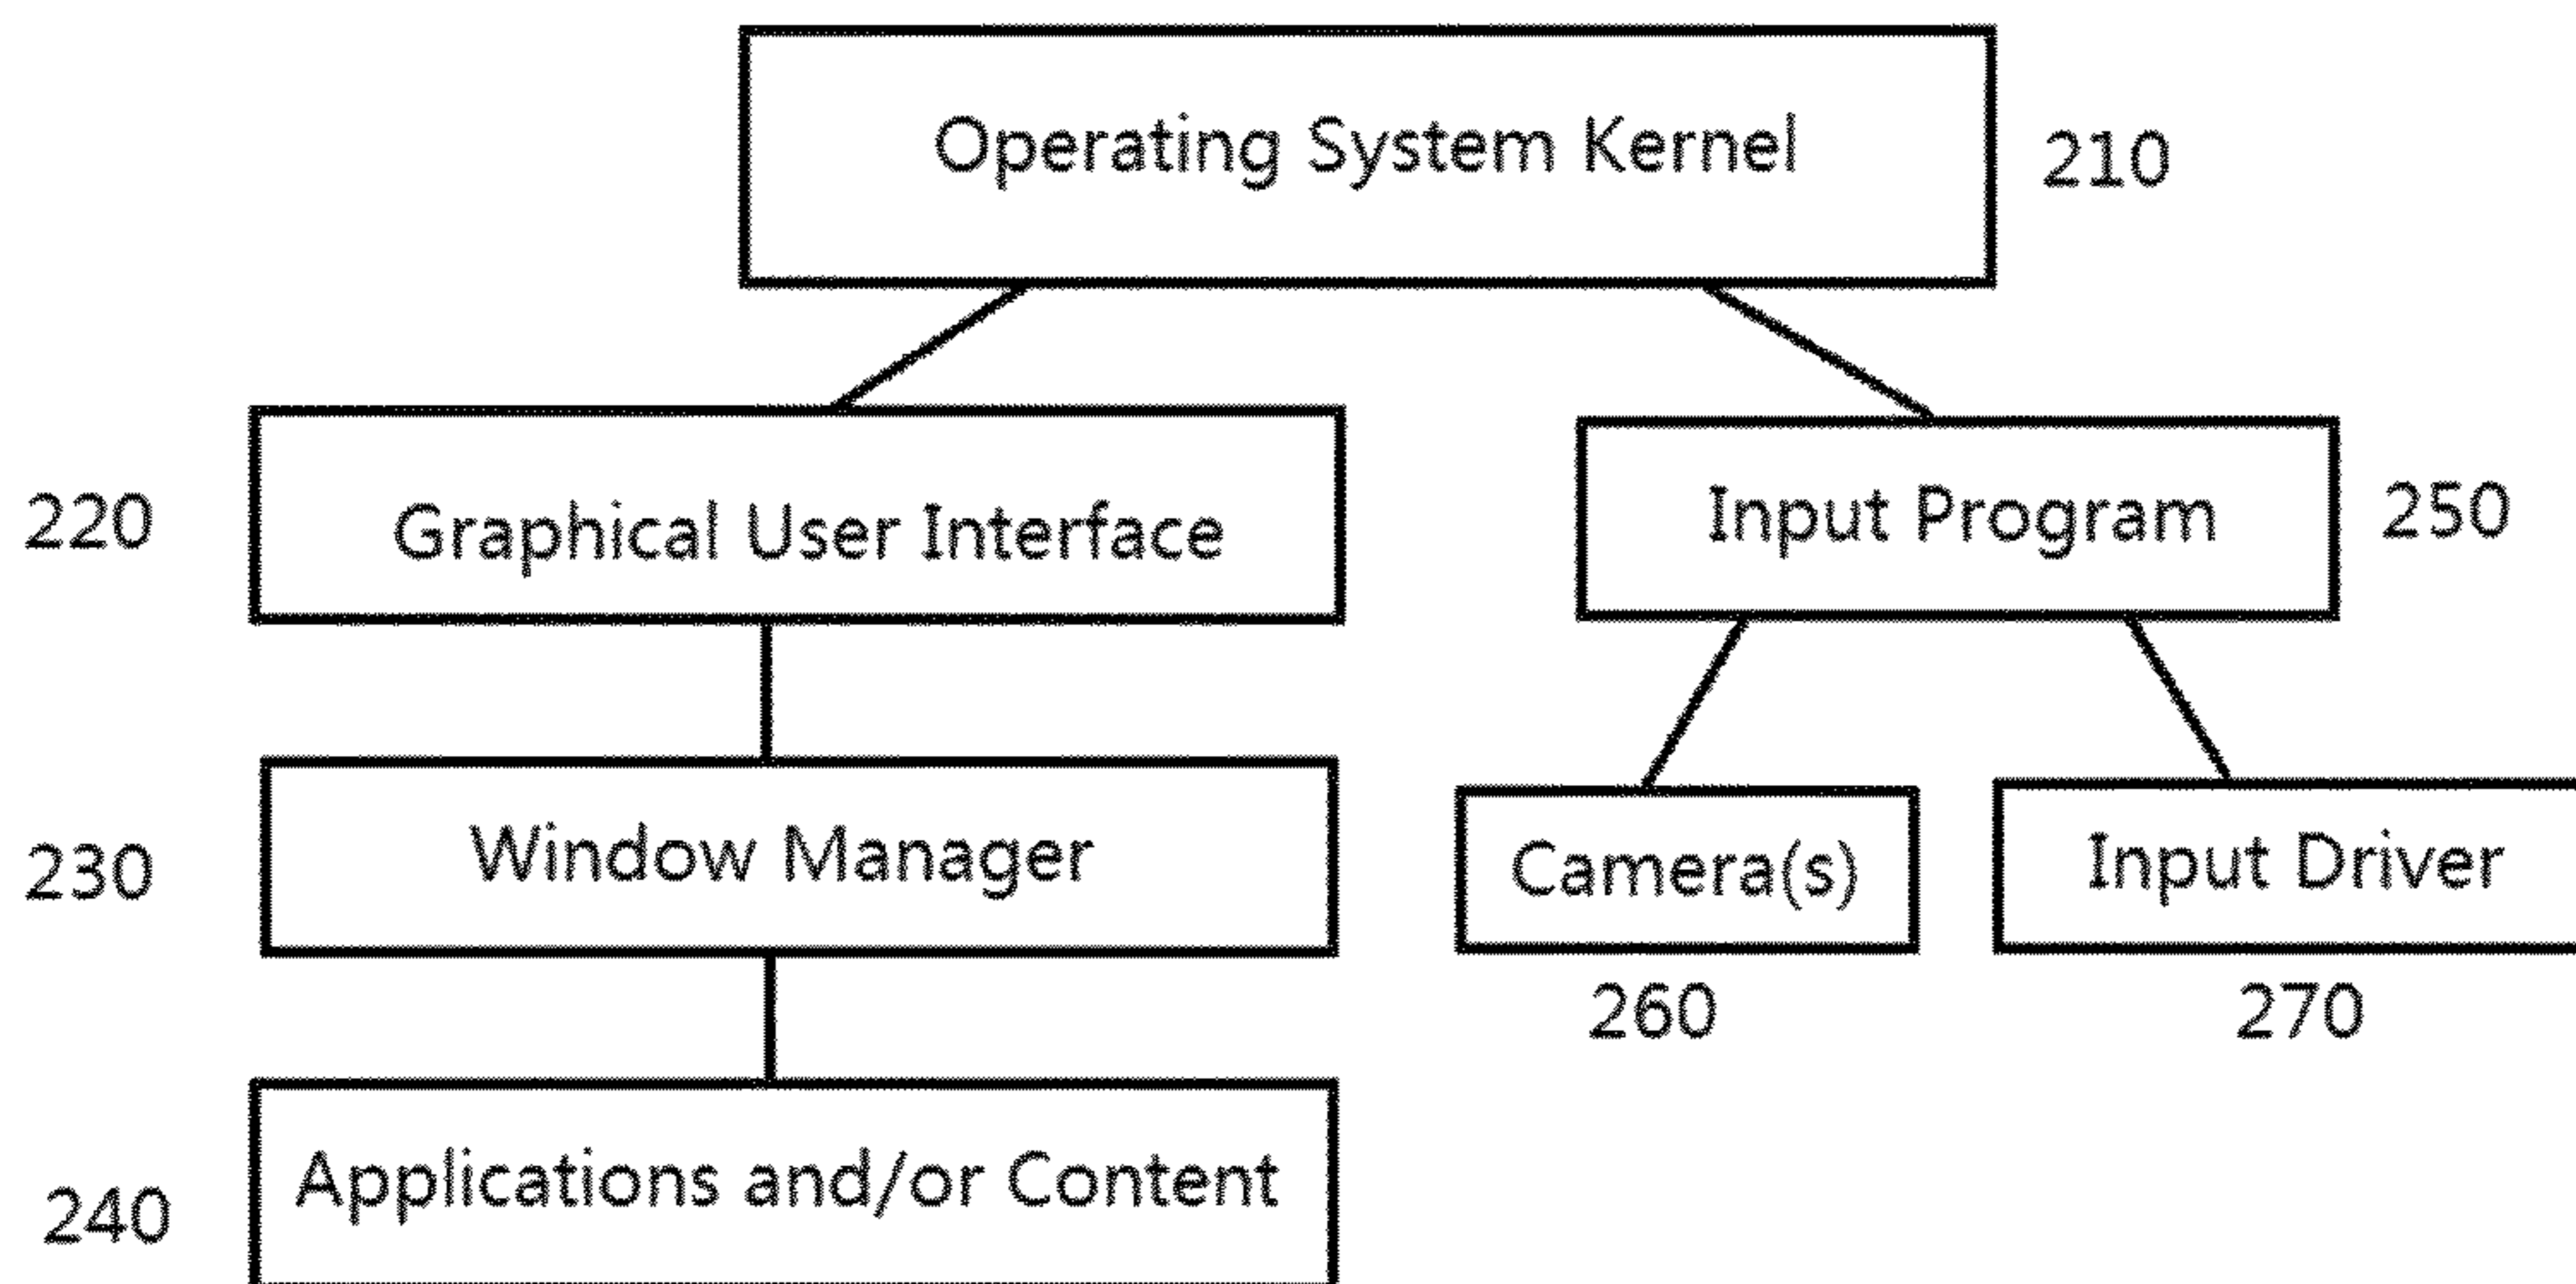 Operating System Kernel
210
220
Graphical User Interface
Input Program
250
230
Window Manager
Camera(s)
Input Driver
260
270
240
Applications and/or Content